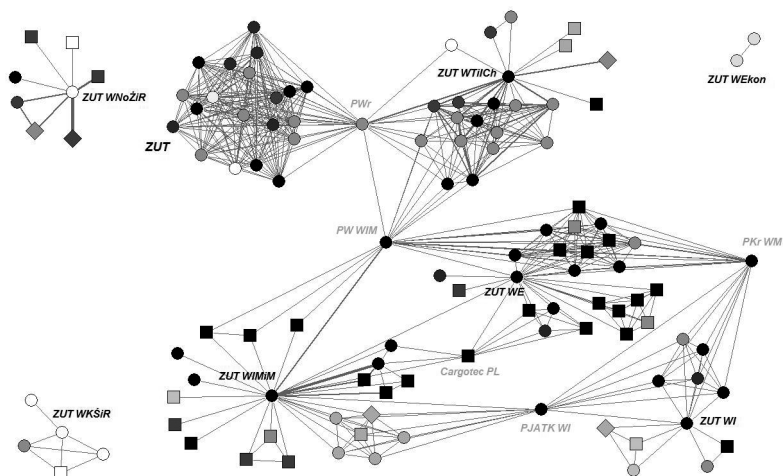 ZUT WTiICh
ZUT WEkon
ZUT WNoŻiR
PWr
ZUT
PW WIM
PKr WM
ZUT WE
Cargotec PL
ZUT WIMiM
ZUT WKŚiR
PJATK WI
ZUT WI